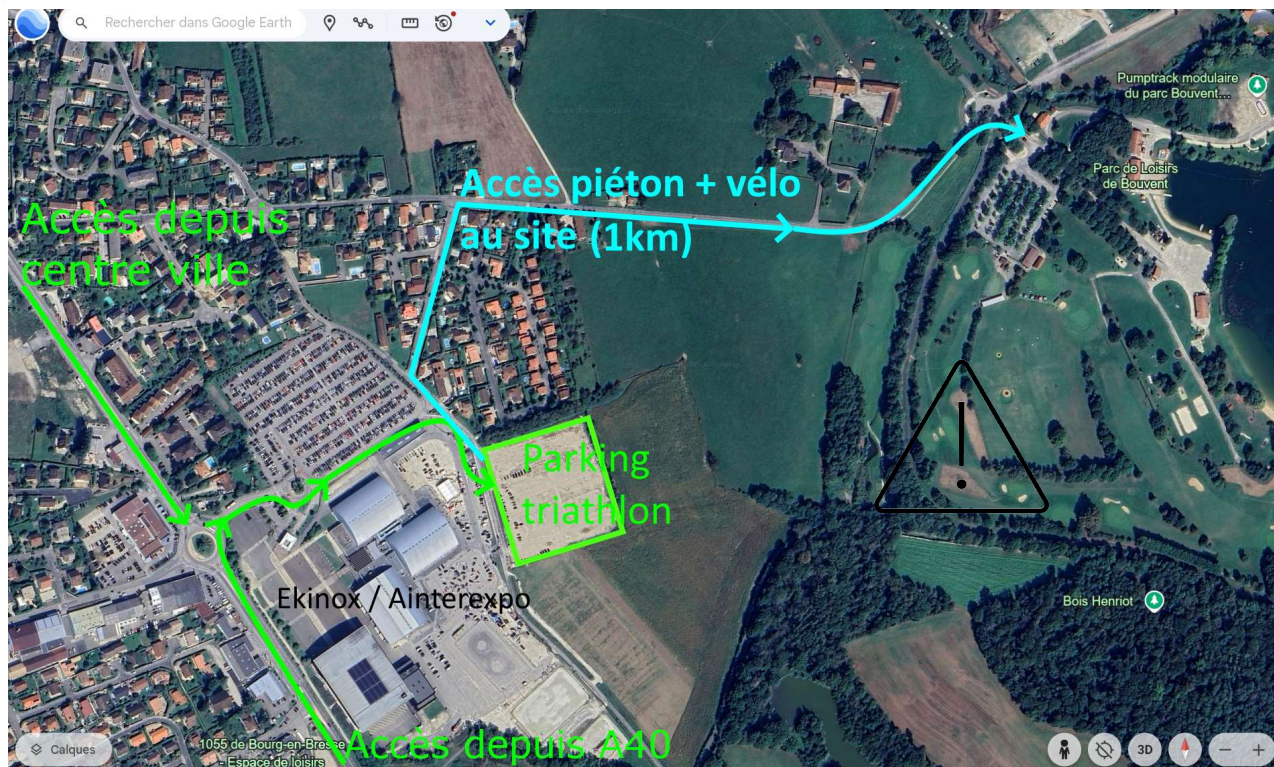 Rechercher dans Google Earth
Pumptrack modulaire
du parc Bouvent...
Parc de Loisirs
de Bouvent
Accès piéton + vélo
au site (1km)
Accès depuis
centre ville
Parking
triathlon
!
Ekinox / Ainterexpo
Bois Henriot
Accès depuis A40
1055 de Bourg-en-Bresse
- Espace de loisirs
Calques
3D